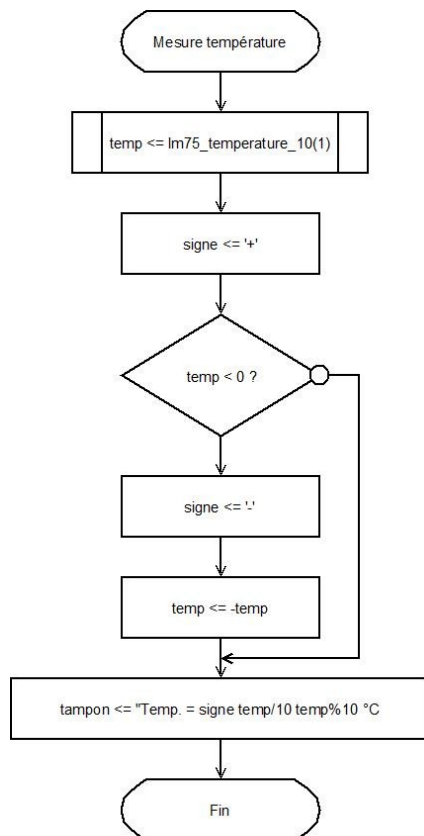 Mesure température
temp <= lm75_temperature_10(1)
signe <= '+'
temp < 0 ?
signe <= '-'
temp <= -temp
tampon <= "Temp. = signe temp/10 temp%10 °C
Fin